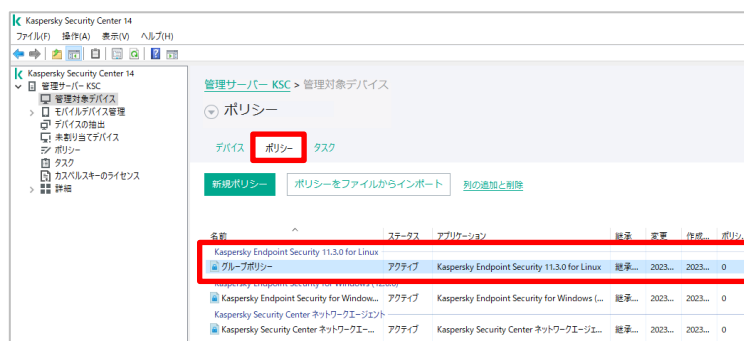 Kaspersky Security Center 14
ファイル(F) 操作(A) 表示(V) ヘルプ(H)
Kaspersky Security Center 14
管理サーバー KSC
管理対象デバイス
モバイルデバイス管理
デバイスの抽出
未割り当てデバイス
ポリシー
タスク
カスペルスキーのライセンス
詳細
管理サーバー KSC > 管理対象デバイス
ポリシー
デバイス ポリシー タスク
新規ポリシー ポリシーをファイルからインポート 列の追加と削除
名前 ステータス アプリケーション 継承 変更 作成... ポリシ...
Kaspersky Endpoint Security 11.3.0 for Linux
グループポリシー アクティブ Kaspersky Endpoint Security 11.3.0 for Linux 継承... 2023... 2023... 0
Kaspersky Endpoint Security for Windows
Kaspersky Endpoint Security for Window... アクティブ Kaspersky Endpoint Security for Windows (... 継承... 2023... 2023... 0
Kaspersky Security Center ネットワークエージェント
Kaspersky Security Center ネットワークエー... アクティブ Kaspersky Security Center ネットワークエージェ... 継承... 2023... 2023... 0